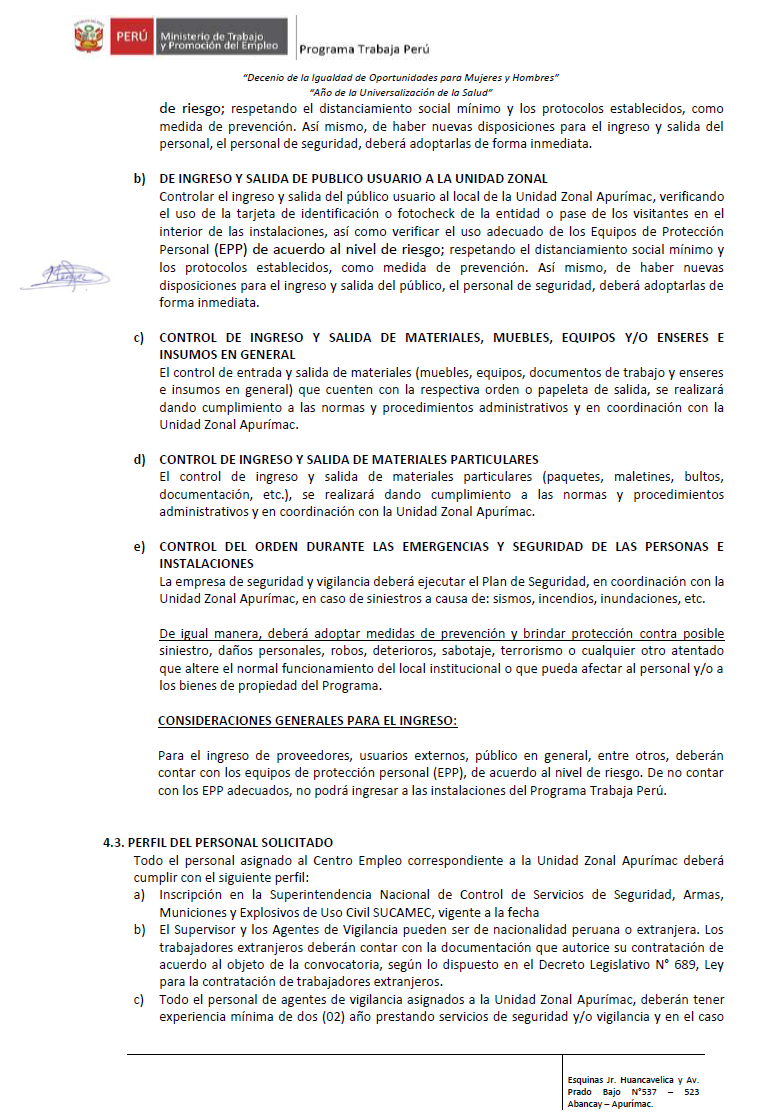 PERÚ
Ministerio de Trabajo
y Promoción del Empleo
Programa Trabaja Perú
“Decenio de la Igualdad de Oportunidades para Mujeres y Hombres”
“Año de la Universalización de la Salud”
de riesgo; respetando el distanciamiento social mínimo y los protocolos establecidos, como
medida de prevención. Así mismo, de haber nuevas disposiciones para el ingreso y salida del
personal, el personal de seguridad, deberá adoptarlas de forma inmediata.
b) DE INGRESO Y SALIDA DE PUBLICO USUARIO A LA UNIDAD ZONAL
Controlar el ingreso y salida del público usuario al local de la Unidad Zonal Apurímac, verificando
el uso de la tarjeta de identificación o fotocheck de la entidad o pase de los visitantes en el
interior de las instalaciones, así como verificar el uso adecuado de los Equipos de Protección
Personal (EPP) de acuerdo al nivel de riesgo; respetando el distanciamiento social mínimo y
los protocolos establecidos, como medida de prevención. Así mismo, de haber nuevas
disposiciones para el ingreso y salida del público, el personal de seguridad, deberá adoptarlas de
forma inmediata.
c) CONTROL DE INGRESO Y SALIDA DE MATERIALES, MUEBLES, EQUIPOS Y/O ENSERES E
INSUMOS EN GENERAL
El control de entrada y salida de materiales (muebles, equipos, documentos de trabajo y enseres
e insumos en general) que cuenten con la respectiva orden o papeleta de salida, se realizará
dando cumplimiento a las normas y procedimientos administrativos y en coordinación con la
Unidad Zonal Apurímac.
d) CONTROL DE INGRESO Y SALIDA DE MATERIALES PARTICULARES
El control de ingreso y salida de materiales particulares (paquetes, maletines, bultos,
documentación, etc.), se realizará dando cumplimiento a las normas y procedimientos
administrativos y en coordinación con la Unidad Zonal Apurímac.
e) CONTROL DEL ORDEN DURANTE LAS EMERGENCIAS Y SEGURIDAD DE LAS PERSONAS E
INSTALACIONES
La empresa de seguridad y vigilancia deberá ejecutar el Plan de Seguridad, en coordinación con la
Unidad Zonal Apurímac, en caso de siniestros a causa de: sismos, incendios, inundaciones, etc.
De igual manera, deberá adoptar medidas de prevención y brindar protección contra posible
siniestro, daños personales, robos, deterioros, sabotaje, terrorismo o cualquier otro atentado
que altere el normal funcionamiento del local institucional o que pueda afectar al personal y/o a
los bienes de propiedad del Programa.
CONSIDERACIONES GENERALES PARA EL INGRESO:
Para el ingreso de proveedores, usuarios externos, público en general, entre otros, deberán
contar con los equipos de protección personal (EPP), de acuerdo al nivel de riesgo. De no contar
con los EPP adecuados, no podrá ingresar a las instalaciones del Programa Trabaja Perú.
4.3. PERFIL DEL PERSONAL SOLICITADO
Todo el personal asignado al Centro Empleo correspondiente a la Unidad Zonal Apurímac deberá
cumplir con el siguiente perfil:
a) Inscripción en la Superintendencia Nacional de Control de Servicios de Seguridad, Armas,
Municiones y Explosivos de Uso Civil SUCAMEC, vigente a la fecha
b) El Supervisor y los Agentes de Vigilancia pueden ser de nacionalidad peruana o extranjera. Los
trabajadores extranjeros deberán contar con la documentación que autorice su contratación de
acuerdo al objeto de la convocatoria, según lo dispuesto en el Decreto Legislativo N° 689, Ley
para la contratación de trabajadores extranjeros.
c) Todo el personal de agentes de vigilancia asignados a la Unidad Zonal Apurímac, deberán tener
experiencia mínima de dos (02) año prestando servicios de seguridad y/o vigilancia y en el caso
Esquinas Jr. Huancavelica y Av.
Prado Bajo N°537 – 523
Abancay – Apurímac.